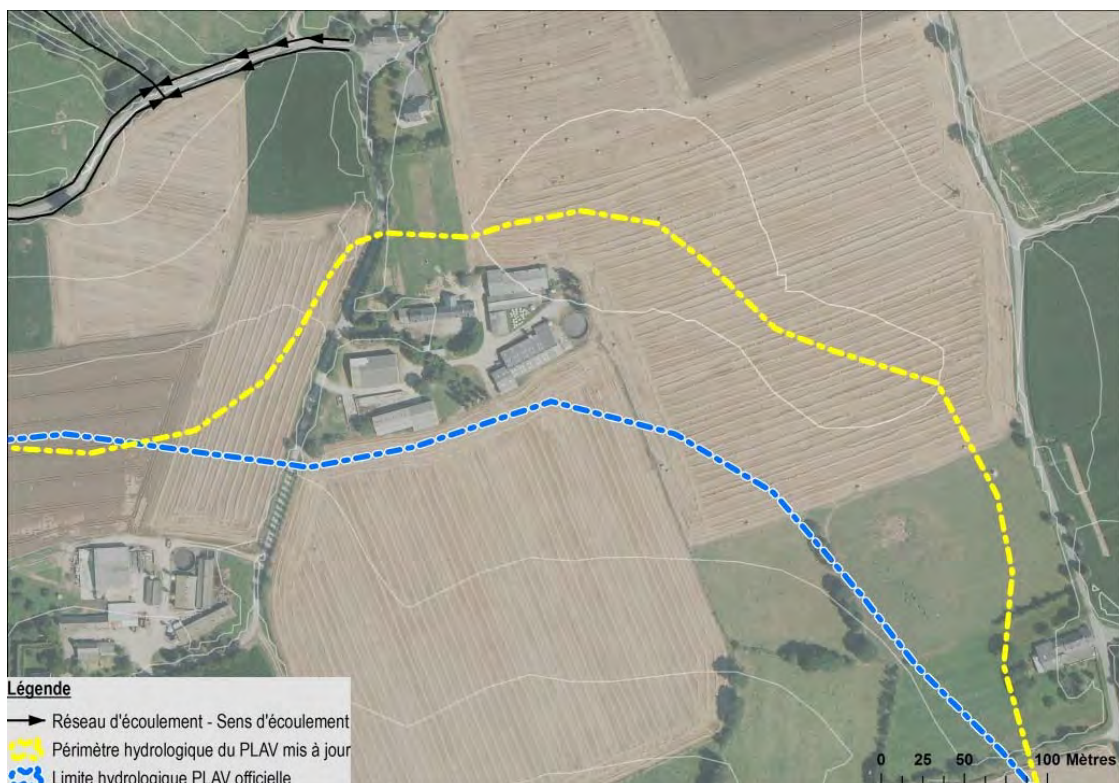 Légende
Réseau d'écoulement - Sens d'écoulement
Périmètre hydrologique du PLAV mis à jour
Limite hydrologique PLAV officielle
0 25 50 100 Mètres